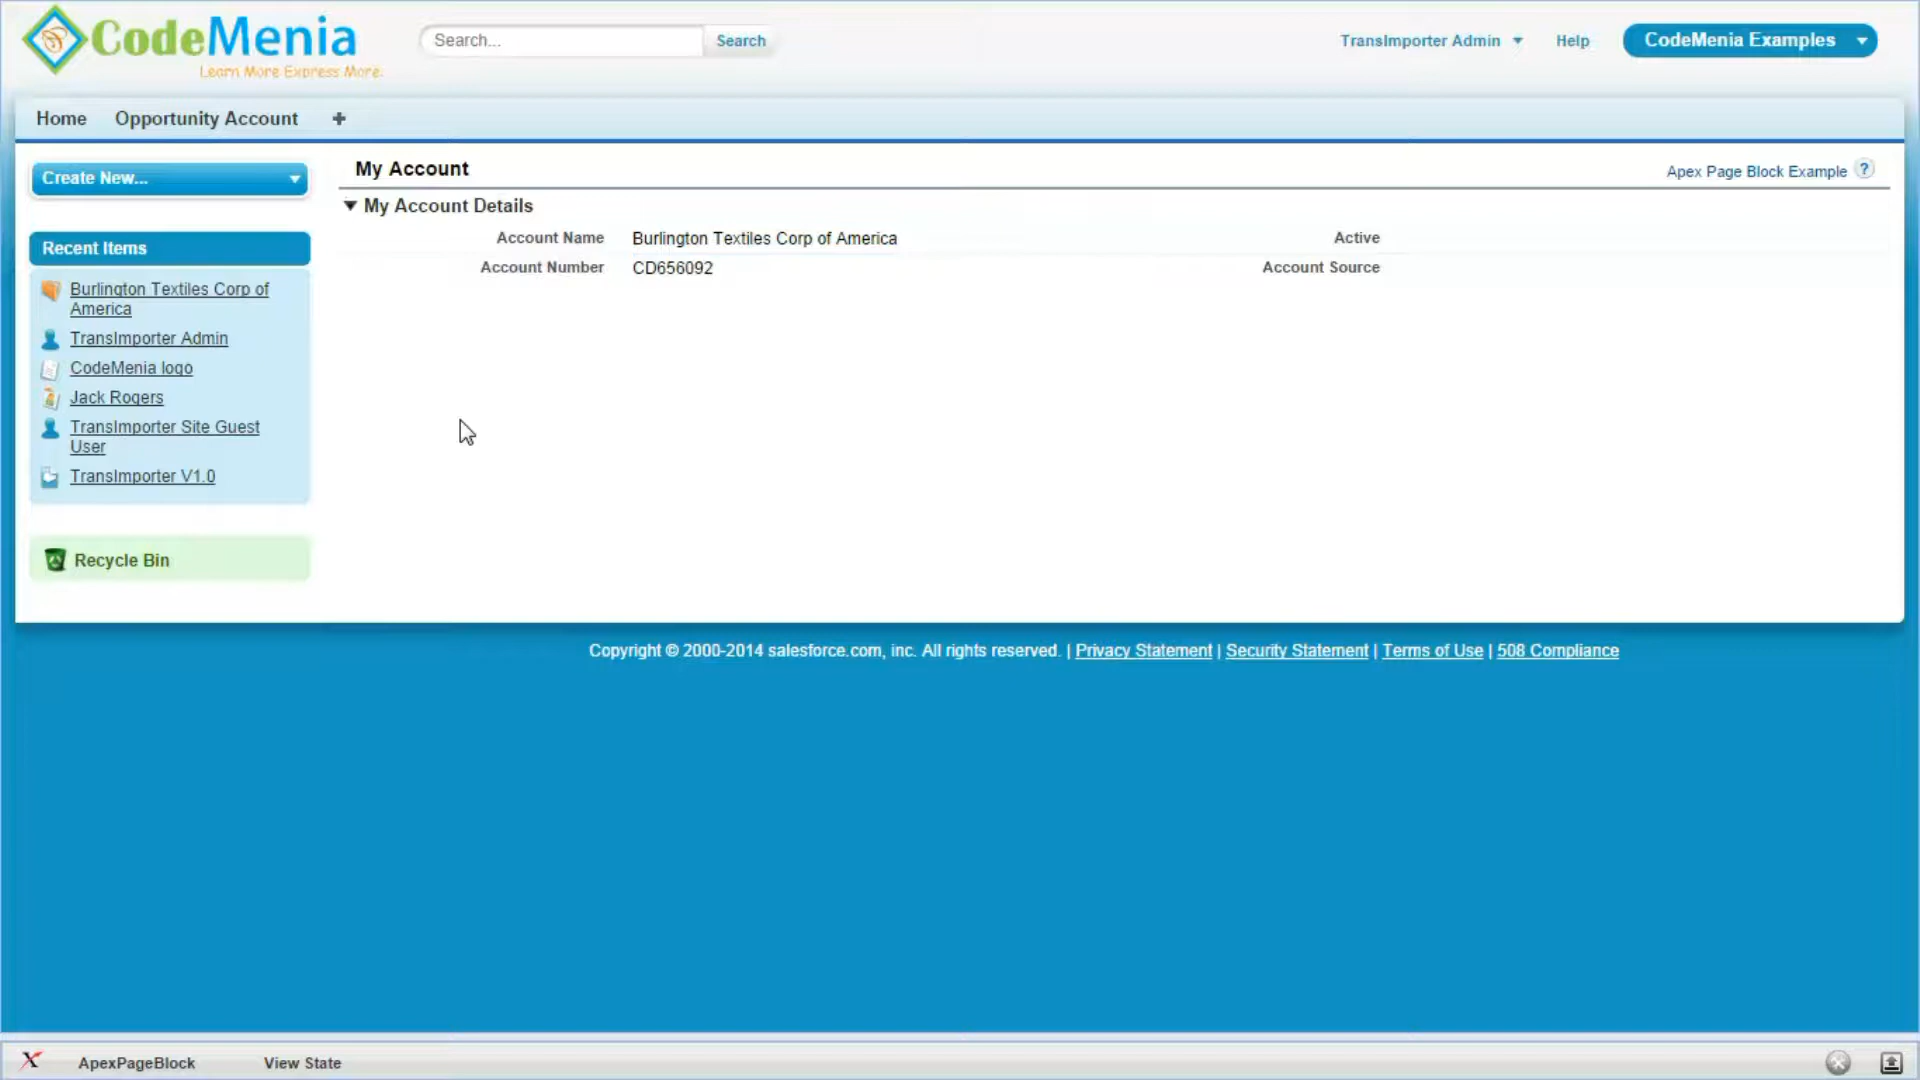 CodeMenia
Learn More Express More.
Search...
Search
TransImporter Admin
Help
CodeMenia Examples
Home
Opportunity Account
+
Create New...
My Account
Apex Page Block Example ?
My Account Details
Account Name
Burlington Textiles Corp of America
Active
Account Number
CD656092
Account Source
Recent Items
Burlington Textiles Corp of
America
TransImporter Admin
CodeMenia logo
Jack Rogers
TransImporter Site Guest
User
TransImporter V1.0
Recycle Bin
Copyright © 2000-2014 salesforce.com, inc. All rights reserved. | Privacy Statement | Security Statement | Terms of Use | 508 Compliance
ApexPageBlock
View State